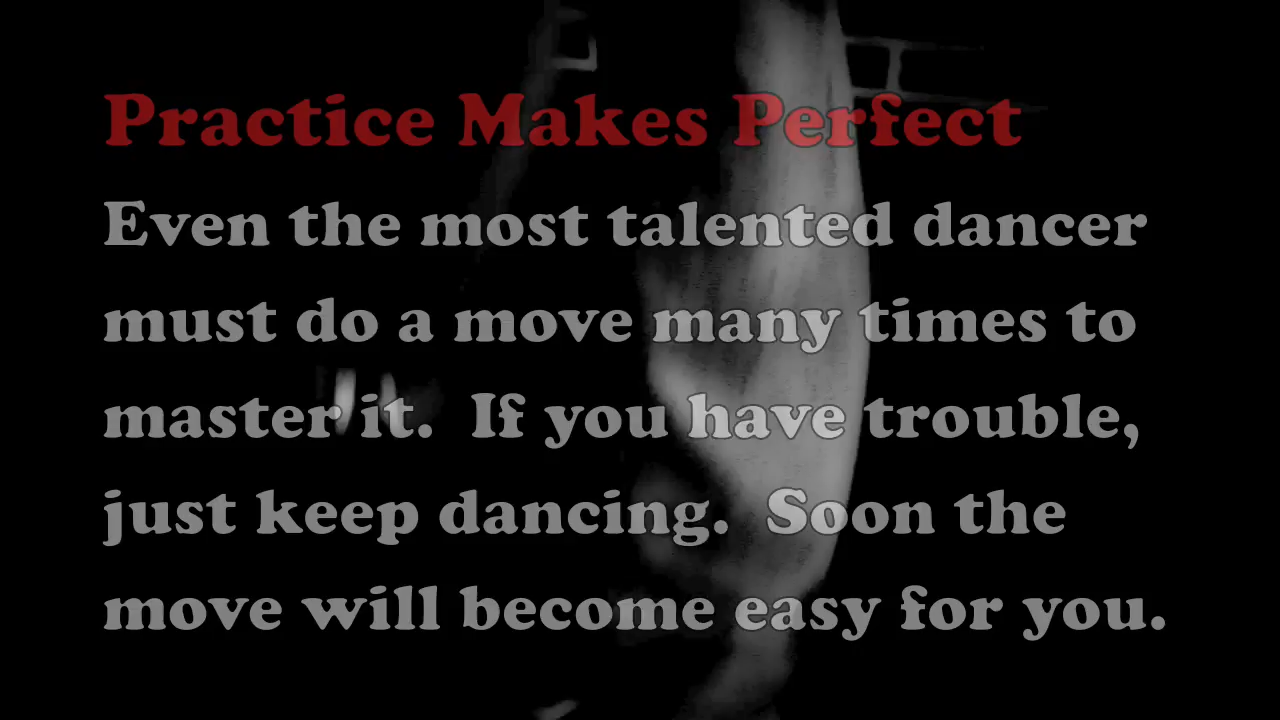 Practice Makes Perfect
Even the most talented dancer
must do a move many times to
master it.  If you have trouble,
just keep dancing.  Soon the
move will become easy for you.